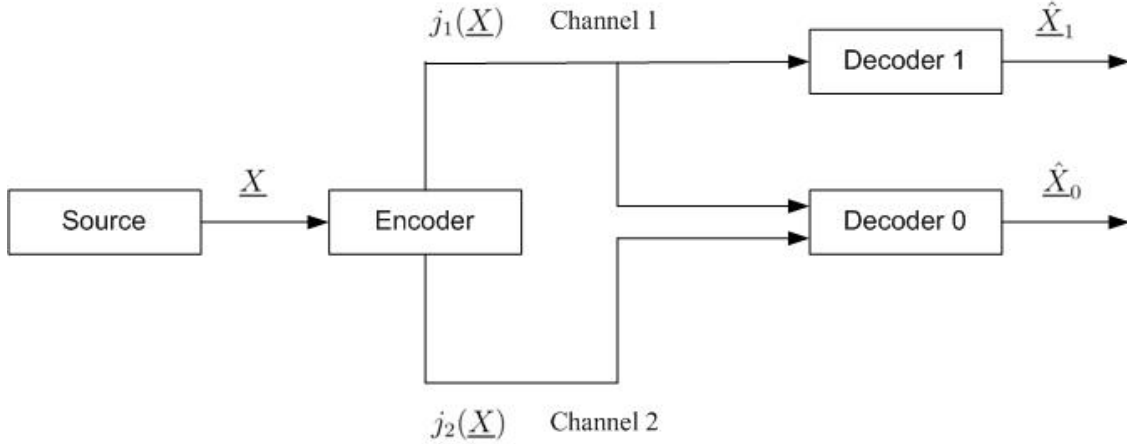 j₁(X) Channel 1
Decoder 1
X̂₁
Source
X
Encoder
Decoder 0
X̂₀
j₂(X) Channel 2